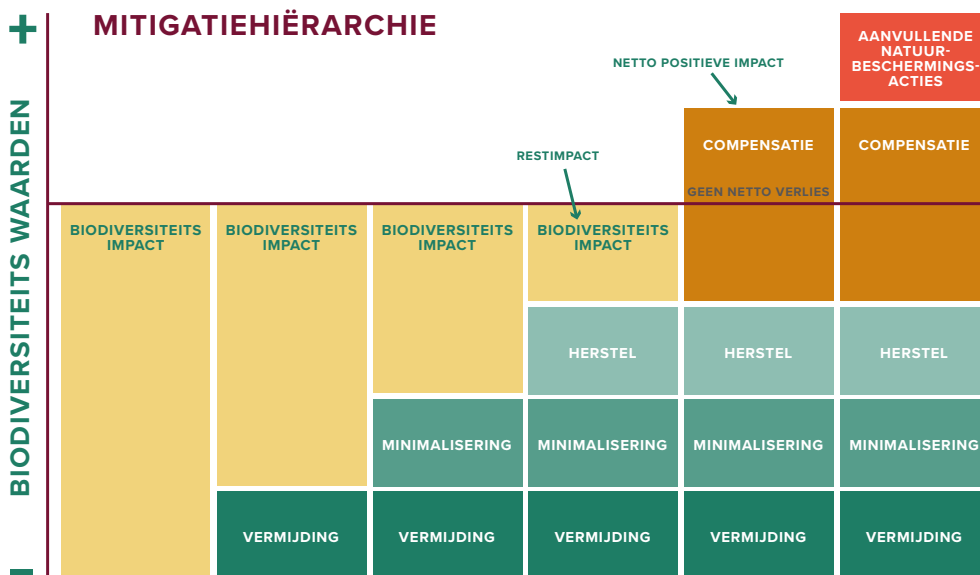 MITIGATIEHIËRARCHIE
+
BIODIVERSITEITS WAARDEN
AANVULLENDE
NATUUR-
BESCHERMINGS-
ACTIES
NETTO POSITIEVE IMPACT
RESTIMPACT
COMPENSATIE
COMPENSATIE
GEEN NETTO VERLIES
BIODIVERSITEITS
IMPACT
BIODIVERSITEITS
IMPACT
BIODIVERSITEITS
IMPACT
BIODIVERSITEITS
IMPACT
HERSTEL
HERSTEL
HERSTEL
MINIMALISERING
MINIMALISERING
MINIMALISERING
MINIMALISERING
VERMIJDING
VERMIJDING
VERMIJDING
VERMIJDING
VERMIJDING